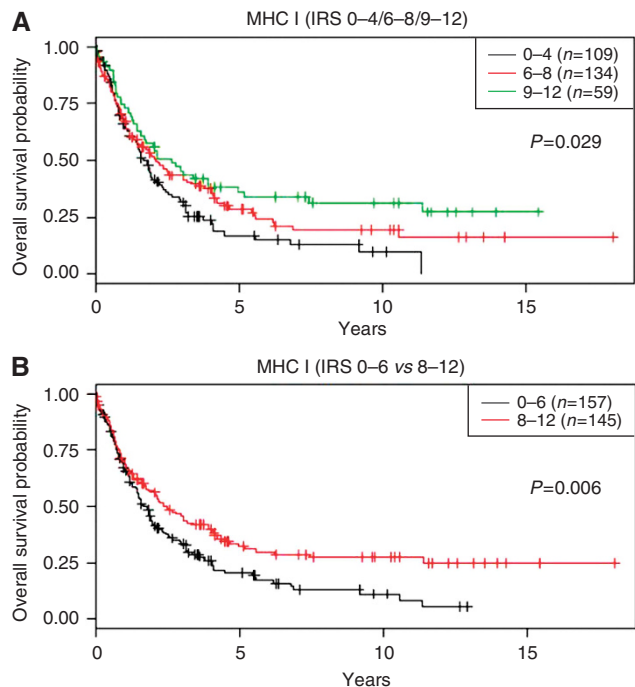 A
MHC I (IRS 0–4/6–8/9–12)
Overall survival probability
1.00
0.75
0.50
0.25
0.00
0–4 (n=109)
6–8 (n=134)
9–12 (n=59)
P=0.029
0 5 10 15
Years
B
MHC I (IRS 0–6 vs 8–12)
Overall survival probability
1.00
0.75
0.50
0.25
0.00
0–6 (n=157)
8–12 (n=145)
P=0.006
0 5 10 15
Years